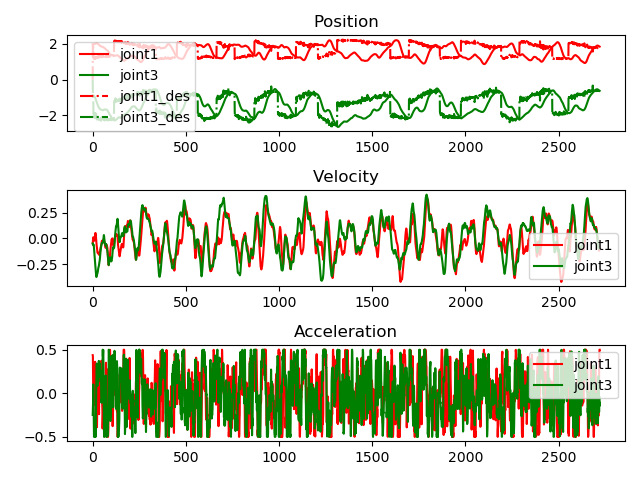 Position
2
0
−2
joint1
joint3
joint1_des
joint3_des
0 500 1000 1500 2000 2500
Velocity
0.25
0.00
−0.25
joint1
joint3
0 500 1000 1500 2000 2500
Acceleration
0.5
0.0
−0.5
joint1
joint3
0 500 1000 1500 2000 2500